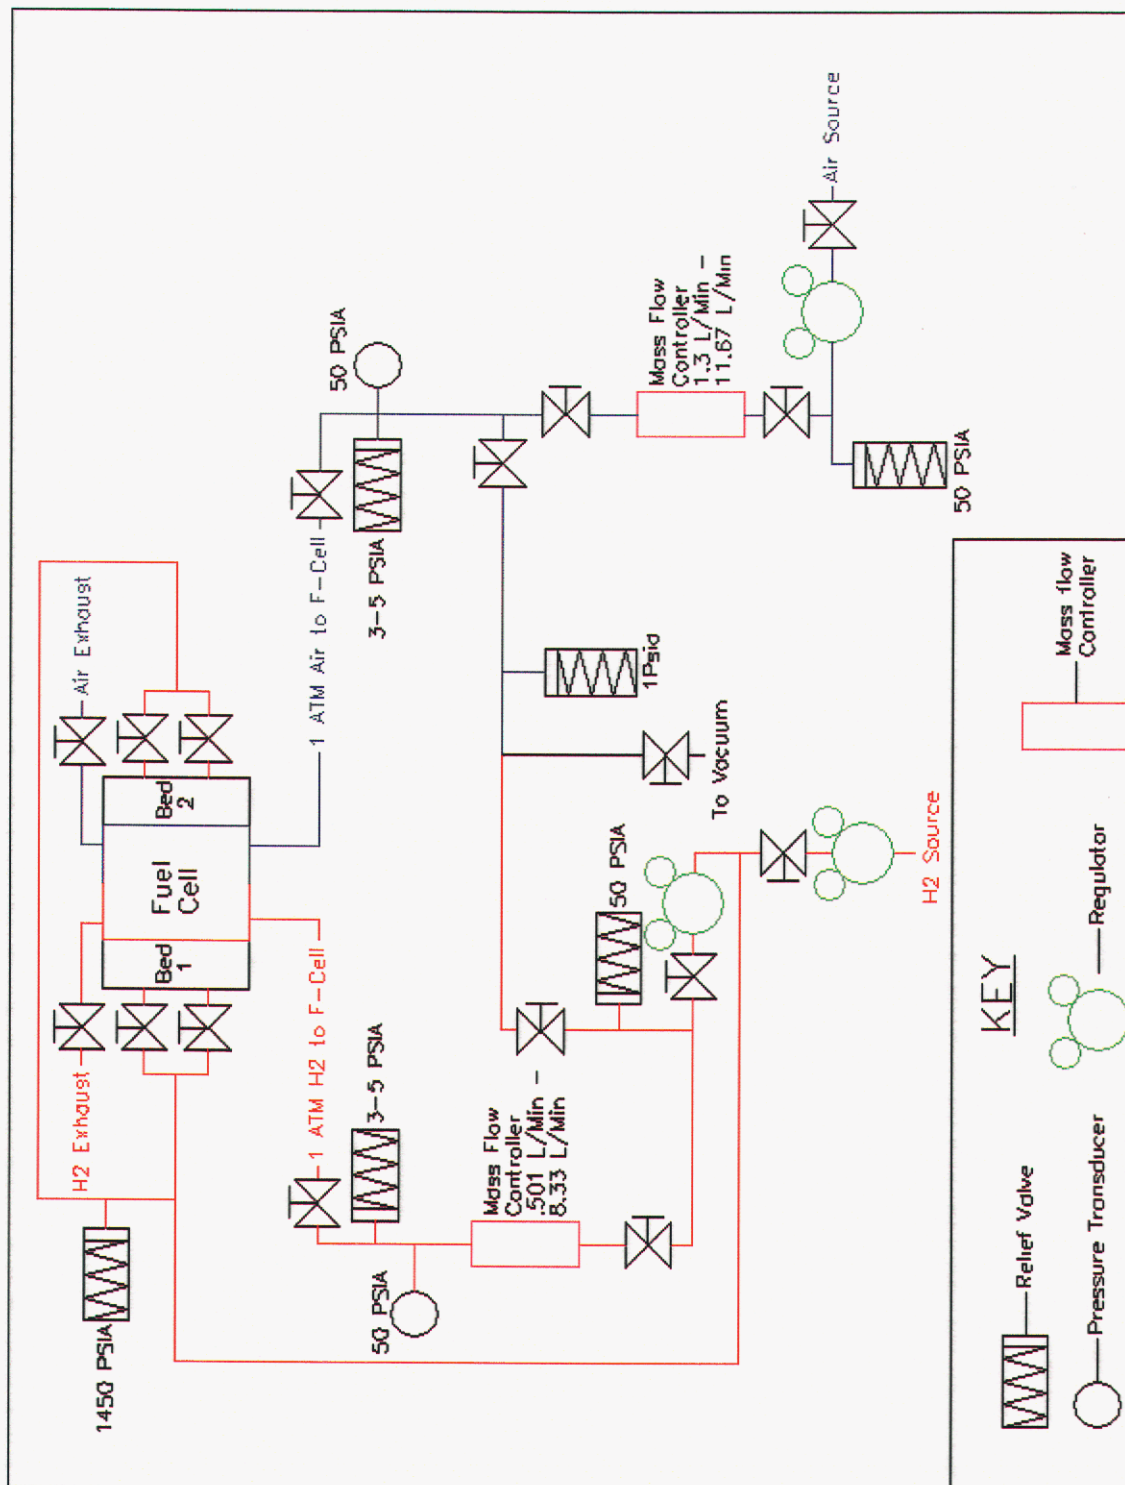 1450 PSIA
H2 Exhaust
Bed
1
Fuel
Cell
Bed
2
Air Exhaust
1 ATM H2 to F-Cell
1 ATM Air to F-Cell
3-5 PSIA
50 PSIA
3-5 PSIA
50 PSIA
Mass Flow
Controller
.501 L/Min -
8.33 L/Min
50 PSIA
To Vacuum
1Psid
Mass Flow
Controller
1.3 L/Min -
11.67 L/Min
Air Source
50 PSIA
H2 Source
KEY
Relief Valve
Pressure Transducer
Regulator
Mass flow
Controller